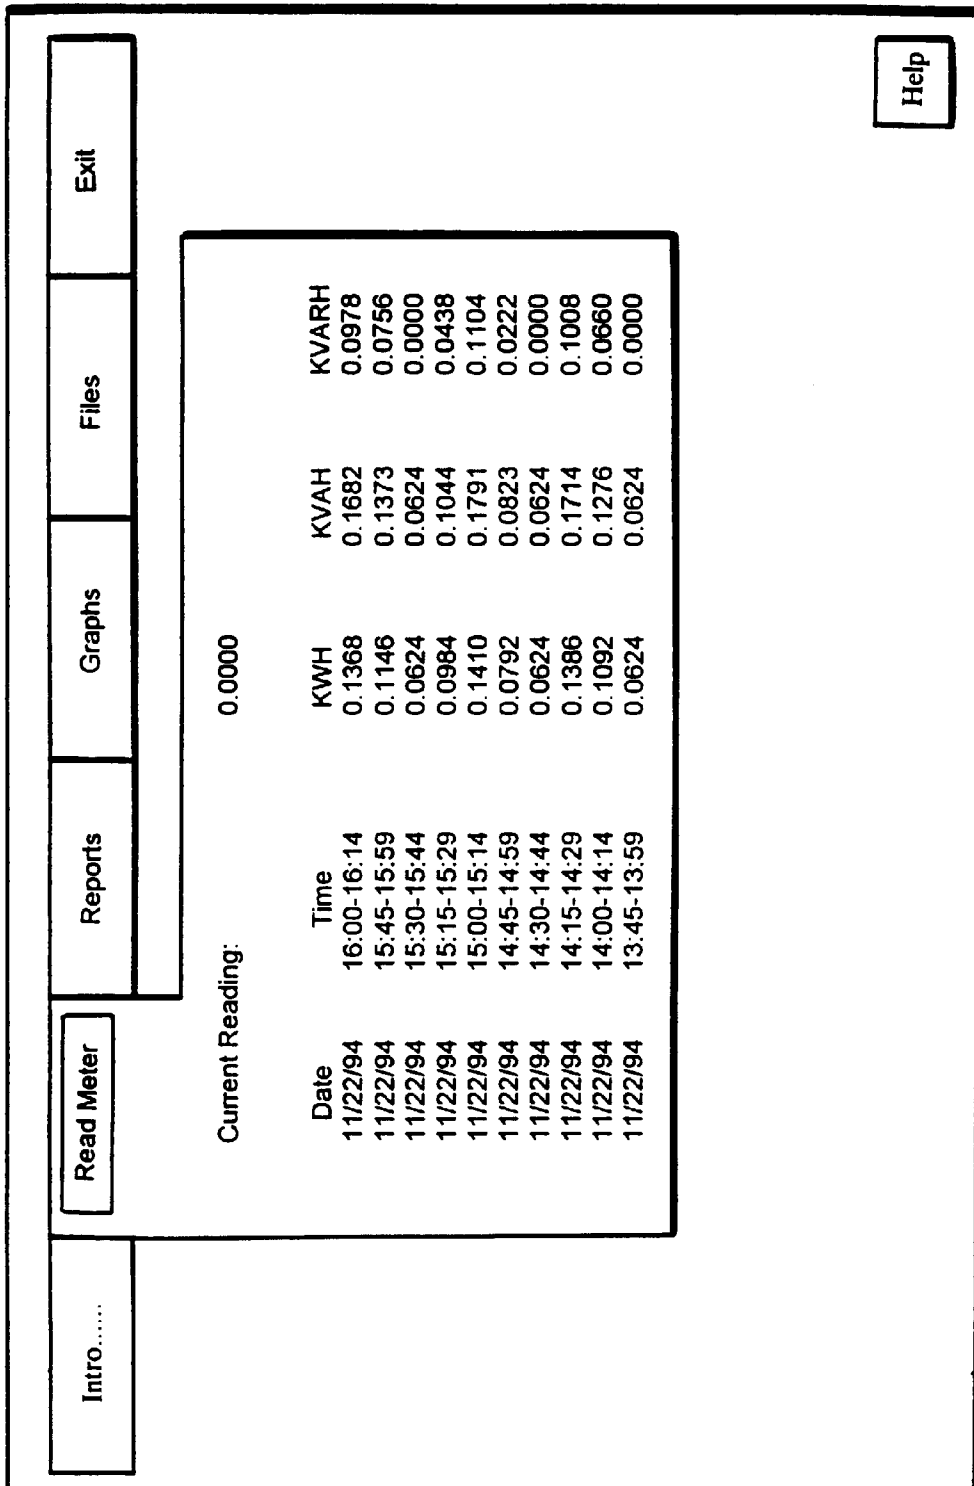 Intro...... Read Meter Reports Graphs Files Exit
Current Reading: 0.0000
Date Time KWH KVAH KVARH
11/22/94 16:00-16:14 0.1368 0.1682 0.0978
11/22/94 15:45-15:59 0.1146 0.1373 0.0756
11/22/94 15:30-15:44 0.0624 0.0624 0.0000
11/22/94 15:15-15:29 0.0984 0.1044 0.0438
11/22/94 15:00-15:14 0.1410 0.1791 0.1104
11/22/94 14:45-14:59 0.0792 0.0823 0.0222
11/22/94 14:30-14:44 0.0624 0.0624 0.0000
11/22/94 14:15-14:29 0.1386 0.1714 0.1008
11/22/94 14:00-14:14 0.1092 0.1276 0.0660
11/22/94 13:45-13:59 0.0624 0.0624 0.0000
Help